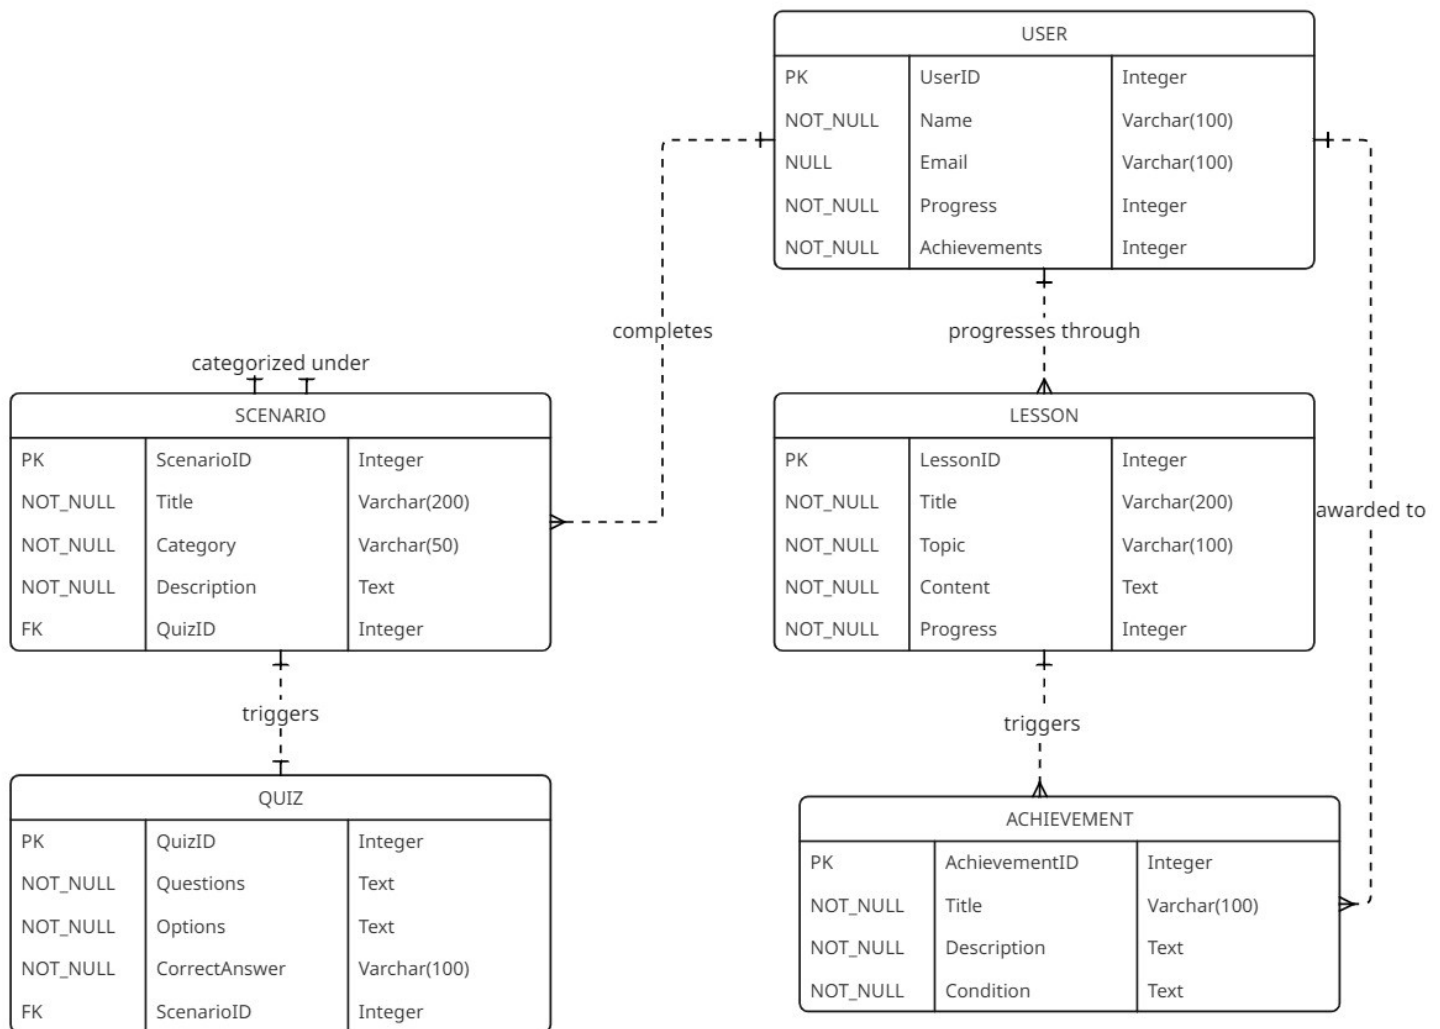 USER
PK UserID Integer
NOT_NULL Name Varchar(100)
NULL Email Varchar(100)
NOT_NULL Progress Integer
NOT_NULL Achievements Integer
completes
progresses through
categorized under
SCENARIO
PK ScenarioID Integer
NOT_NULL Title Varchar(200)
NOT_NULL Category Varchar(50)
NOT_NULL Description Text
FK QuizID Integer
LESSON
PK LessonID Integer
NOT_NULL Title Varchar(200)
NOT_NULL Topic Varchar(100)
NOT_NULL Content Text
NOT_NULL Progress Integer
awarded to
triggers
triggers
QUIZ
PK QuizID Integer
NOT_NULL Questions Text
NOT_NULL Options Text
NOT_NULL CorrectAnswer Varchar(100)
FK ScenarioID Integer
ACHIEVEMENT
PK AchievementID Integer
NOT_NULL Title Varchar(100)
NOT_NULL Description Text
NOT_NULL Condition Text